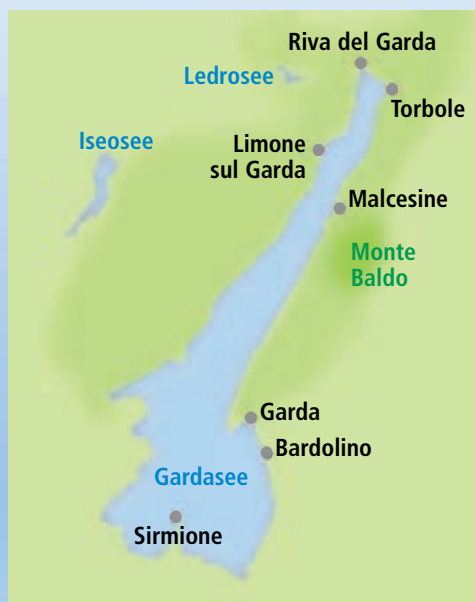 Riva del Garda
Ledrosee
Torbole
Iseosee
Limone
sul Garda
Malcesine
Monte
Baldo
Garda
Bardolino
Gardasee
Sirmione